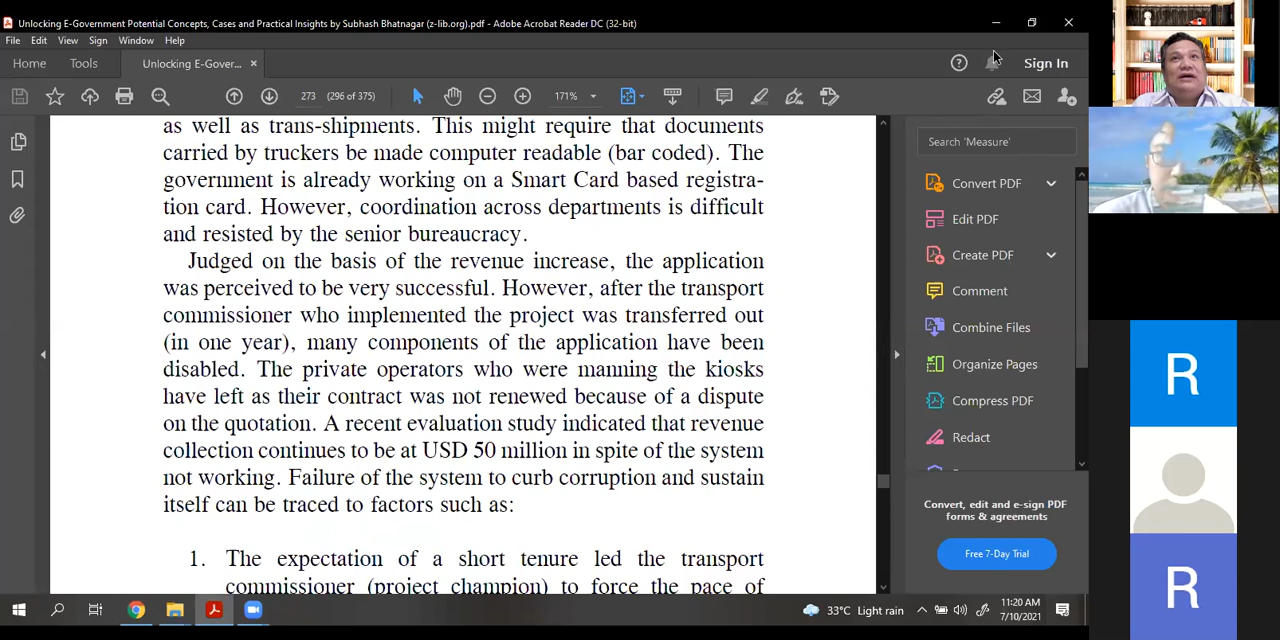 Unlocking E-Government Potential Concepts, Cases and Practical Insights by Subhash Bhatnagar (z-lib.org).pdf - Adobe Acrobat Reader DC (32-bit)
File Edit View Sign Window Help
Home Tools Unlocking E-Gover... × Sign In
273 (296 of 375) 171%
as well as trans-shipments. This might require that documents
carried by truckers be made computer readable (bar coded). The
government is already working on a Smart Card based registra-
tion card. However, coordination across departments is difficult
and resisted by the senior bureaucracy.
Judged on the basis of the revenue increase, the application
was perceived to be very successful. However, after the transport
commissioner who implemented the project was transferred out
(in one year), many components of the application have been
disabled. The private operators who were manning the kiosks
have left as their contract was not renewed because of a dispute
on the quotation. A recent evaluation study indicated that revenue
collection continues to be at USD 50 million in spite of the system
not working. Failure of the system to curb corruption and sustain
itself can be traced to factors such as:
1. The expectation of a short tenure led the transport
commissioner (project champion) to force the pace of
Search 'Measure'
Convert PDF
Edit PDF
Create PDF
Comment
Combine Files
Organize Pages
Compress PDF
Redact
Convert, edit and e-sign PDF
forms & agreements
Free 7-Day Trial
R
R
33°C Light rain
11:20 AM
7/10/2021